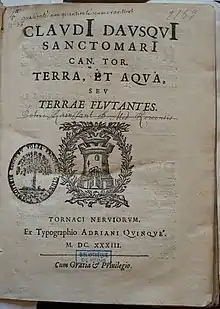 CLAVDI DAVSQVI
SANCTOMARI
CAN. TOR.
TERRA, ET AQVA,
SEV
TERRAE FLVTANTES.
TORNACI NERVIORVM,
Ex Typographio ADRIANI QVINQVE'.
M. DC. XXXIII.
Cum Gratia & Priuilegio.